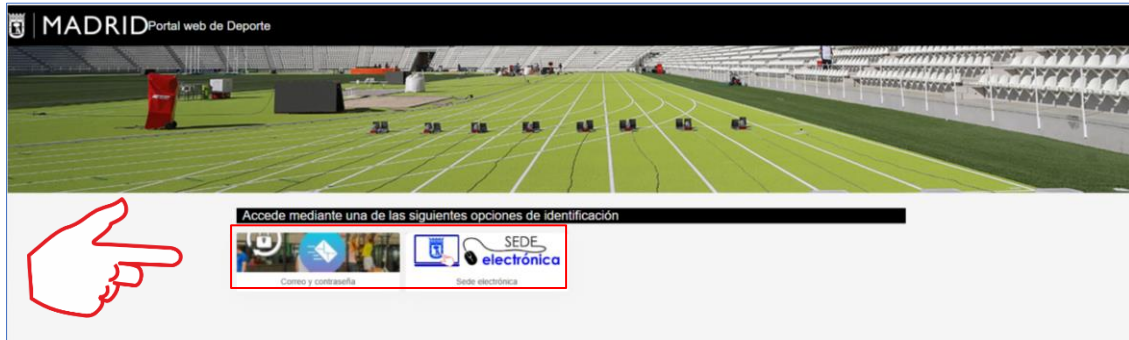 MADRID Portal web de Deporte
Accede mediante una de las siguientes opciones de identificación
SEDE
electrónica
Correo y contraseña
Sede electrónica